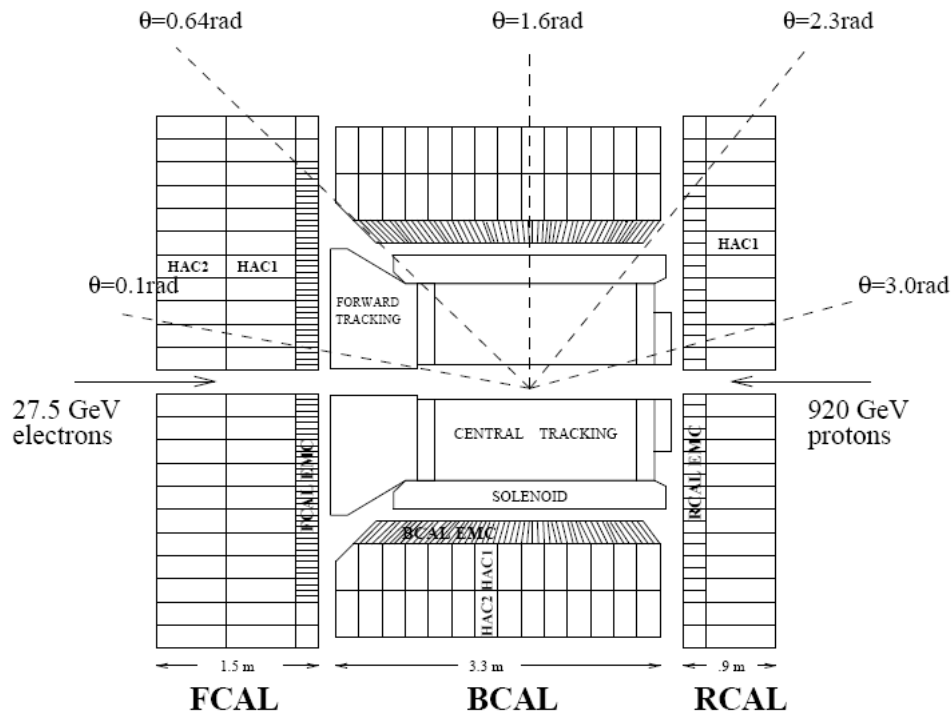 θ=0.64rad
θ=1.6rad
θ=2.3rad
HAC1
HAC2
HAC1
θ=0.1rad
θ=3.0rad
FORWARD
TRACKING
27.5 GeV
electrons
920 GeV
protons
FCAL EMC
CENTRAL TRACKING
RCAL EMC
SOLENOID
BCAL EMC
HAC2 HAC1
1.5 m
3.3 m
.9 m
FCAL
BCAL
RCAL